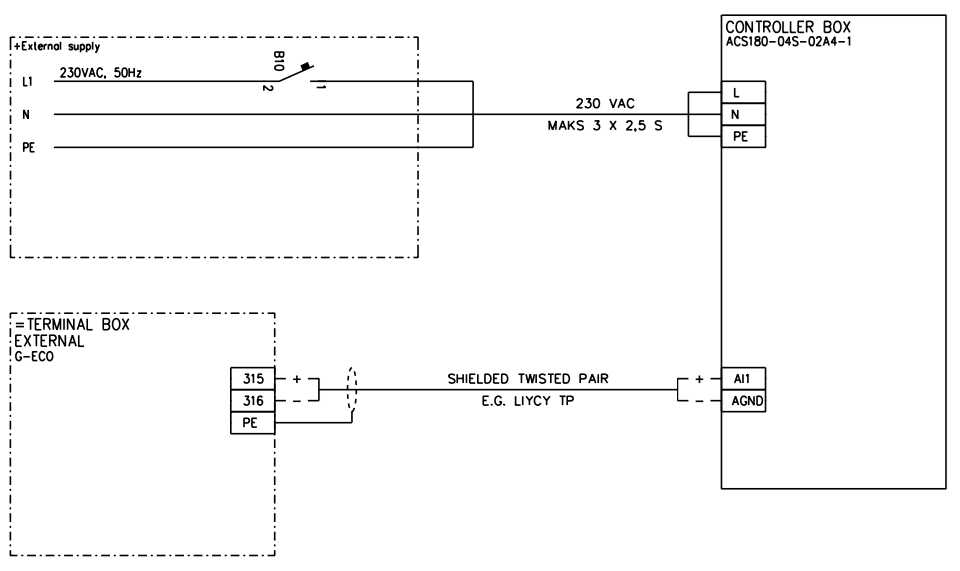 +External supply
L1
230VAC, 50Hz
B10
2
1
N
PE
230 VAC
MAKS 3 X 2,5 S
CONTROLLER BOX
ACS180-04S-02A4-1
L
N
PE
=TERMINAL BOX
EXTERNAL
G-ECO
315
+
316
-
PE
SHIELDED TWISTED PAIR
E.G. LIYCY TP
+
AI1
-
AGND